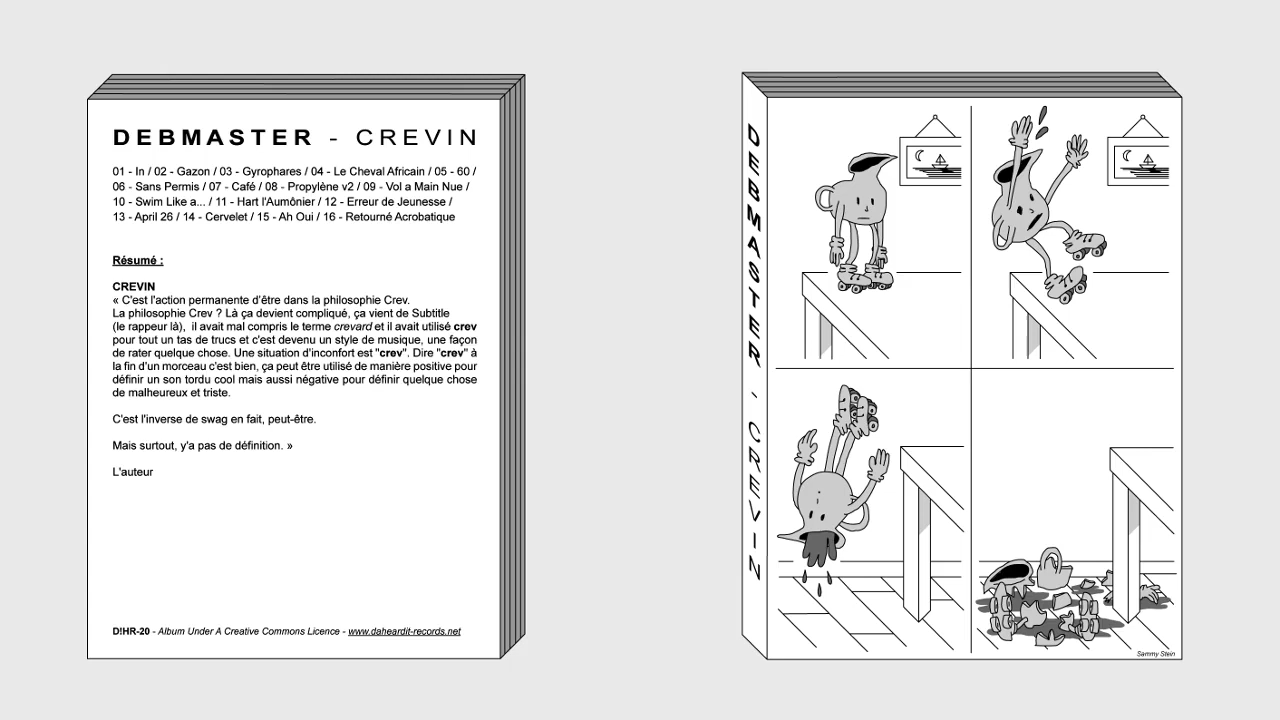 DEBMASTER - CREVIN
01 - In / 02 - Gazon / 03 - Gyrophares / 04 - Le Cheval Africain / 05 - 60 /
06 - Sans Permis / 07 - Café / 08 - Propylène v2 / 09 - Vol a Main Nue /
10 - Swim Like a... / 11 - Hart l'Aumônier / 12 - Erreur de Jeunesse /
13 - April 26 / 14 - Cervelet / 15 - Ah Oui / 16 - Retourné Acrobatique
Résumé :
CREVIN
« C'est l'action permanente d'être dans la philosophie Crev.
La philosophie Crev ? Là ça devient compliqué, ça vient de Subtitle
(le rappeur là), il avait mal compris le terme crevard et il avait utilisé crev
pour tout un tas de trucs et c'est devenu un style de musique, une façon
de rater quelque chose. Une situation d'inconfort est "crev". Dire "crev" à
la fin d'un morceau c'est bien, ça peut être utilisé de manière positive pour
définir un son tordu cool mais aussi négative pour définir quelque chose
de malheureux et triste.
C'est l'inverse de swag en fait, peut-être.
Mais surtout, y'a pas de définition. »
L'auteur
D!HR-20 - Album Under A Creative Commons Licence - www.daheardit-records.net
DEBMASTER - CREVIN
Sammy Stein